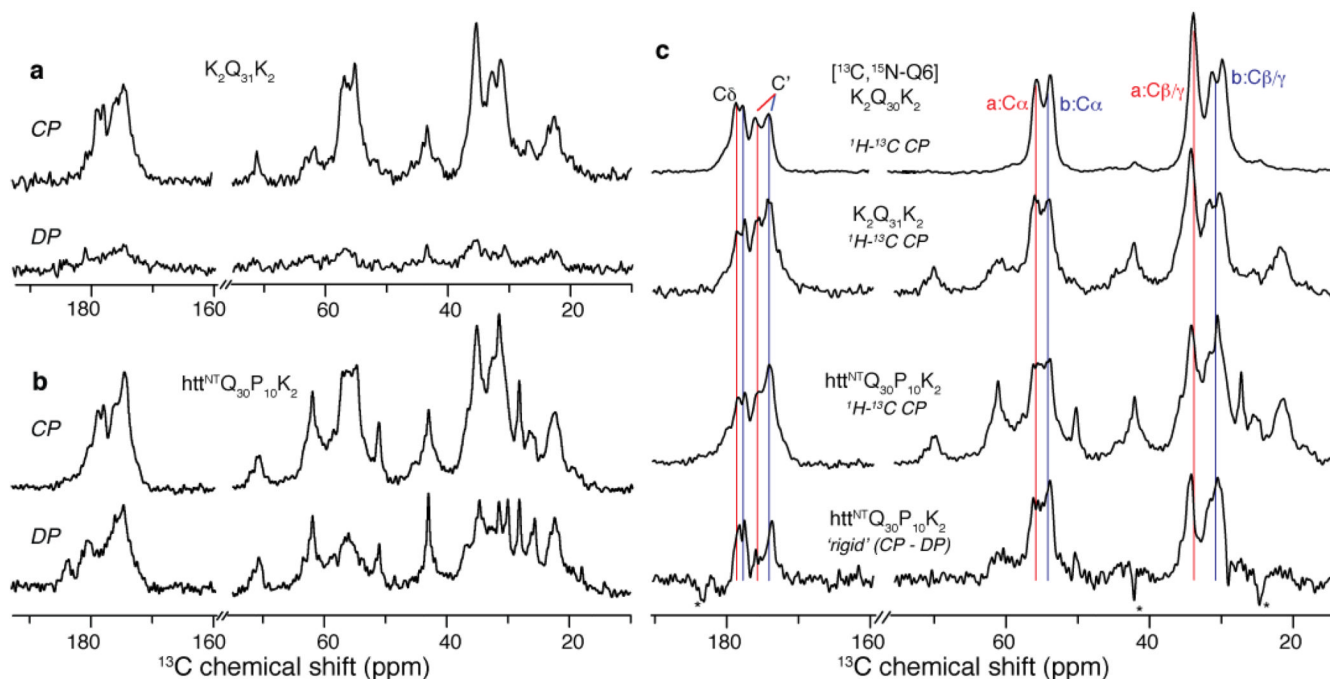 a
K₂Q₃₁K₂
CP
DP
180 160 60 40 20
b
httᴺᵀQ₃₀P₁₀K₂
CP
DP
180 160 60 40 20
¹³C chemical shift (ppm)
c
Cδ
C'
[¹³C,¹⁵N-Q6]
K₂Q₃₀K₂
¹H-¹³C CP
a:Cα
b:Cα
a:Cβ/γ
b:Cβ/γ
K₂Q₃₁K₂
¹H-¹³C CP
httᴺᵀQ₃₀P₁₀K₂
¹H-¹³C CP
httᴺᵀQ₃₀P₁₀K₂
'rigid' (CP - DP)
* * *
180 160 60 40 20
¹³C chemical shift (ppm)